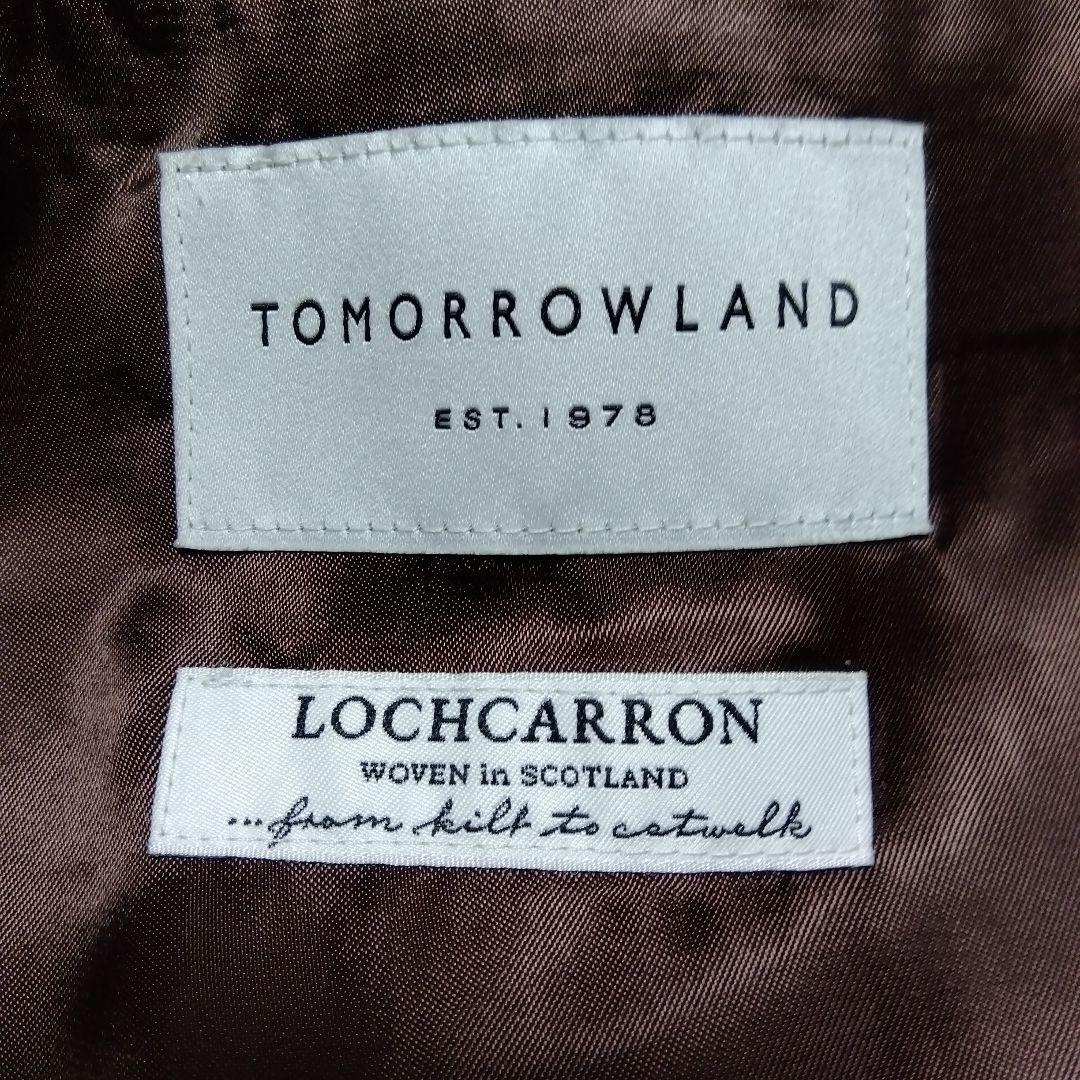 TOMORROWLAND
EST. 1978
LOCHCARRON
WOVEN in SCOTLAND
...from kilt to catwalk